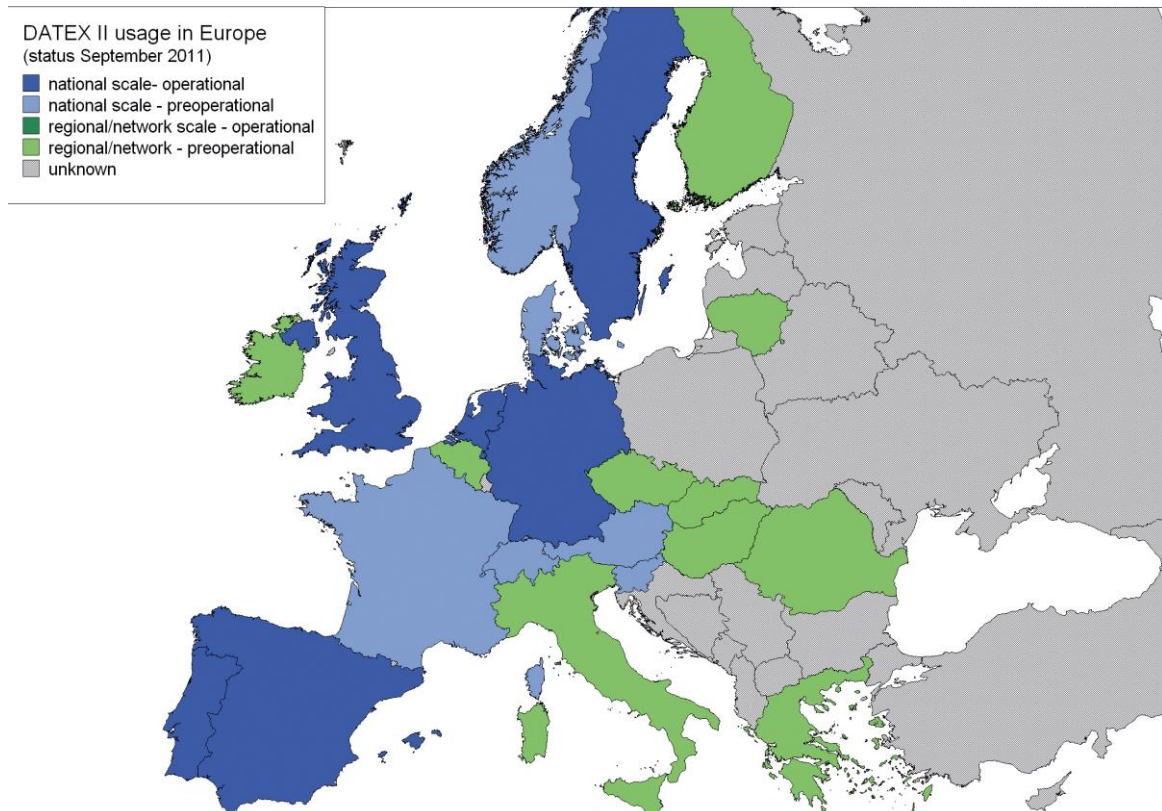 DATEX II usage in Europe
(status September 2011)
national scale- operational
national scale - preoperational
regional/network scale - operational
regional/network - preoperational
unknown